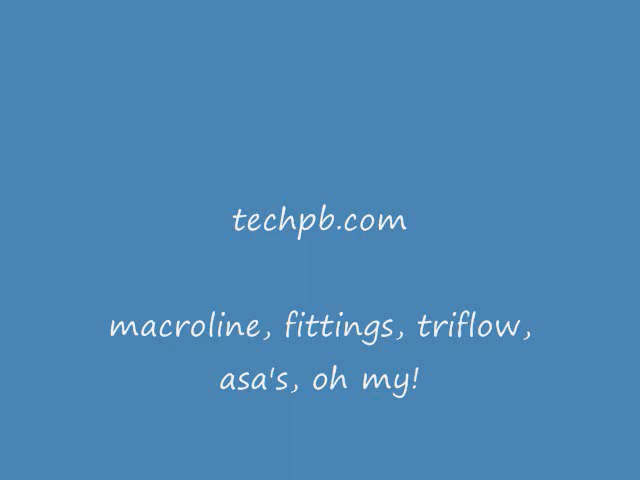 techpb.com
macroline, fittings, triflow,
asa's, oh my!